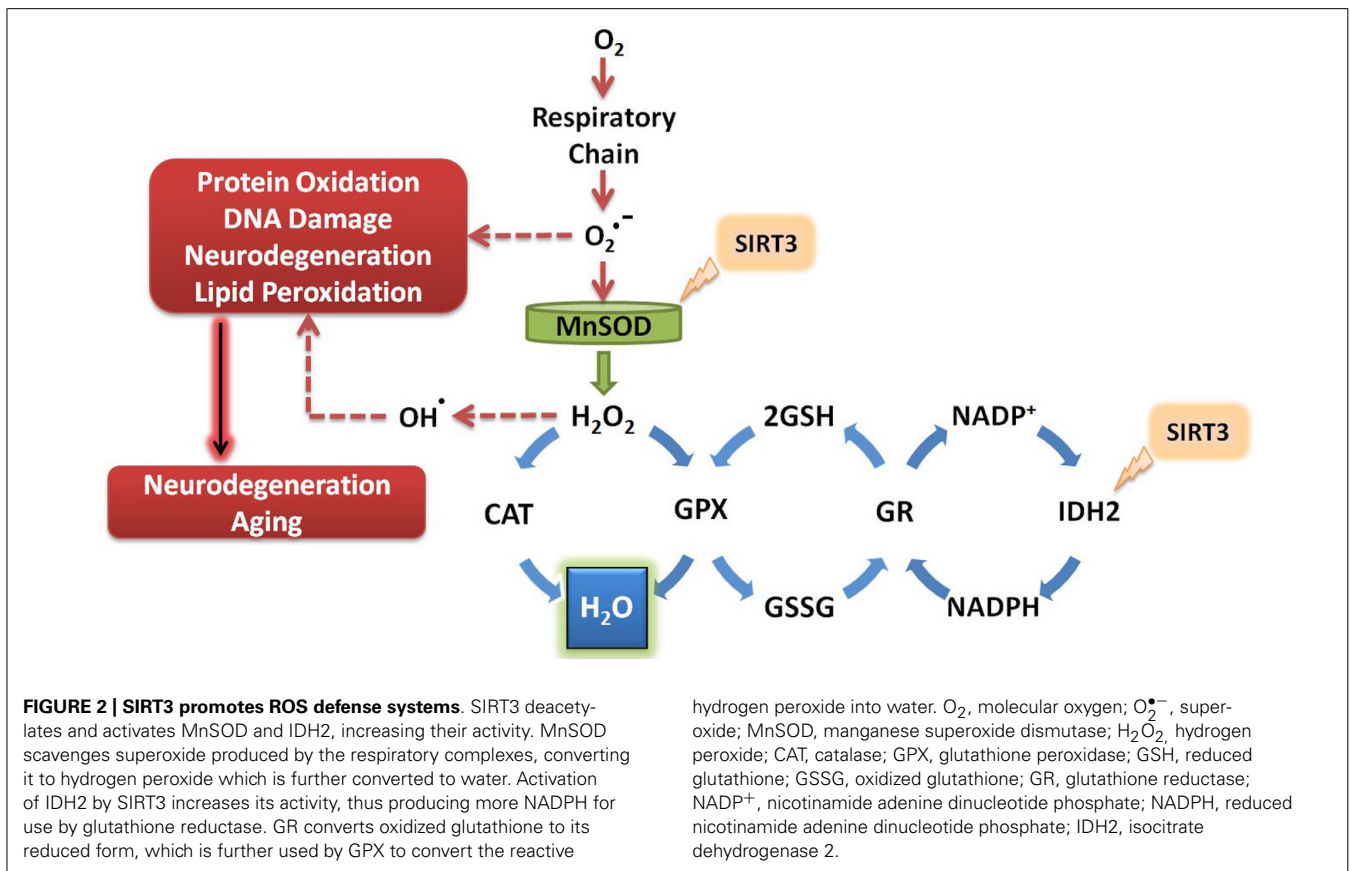 O₂
Respiratory
Chain
Protein Oxidation
DNA Damage
Neurodegeneration
Lipid Peroxidation
O₂•−
SIRT3
MnSOD
OH•
H₂O₂
2GSH
NADP⁺
SIRT3
Neurodegeneration
Aging
CAT
GPX
GR
IDH2
H₂O
GSSG
NADPH
FIGURE 2 | SIRT3 promotes ROS defense systems. SIRT3 deacety-
lates and activates MnSOD and IDH2, increasing their activity. MnSOD
scavenges superoxide produced by the respiratory complexes, converting
it to hydrogen peroxide which is further converted to water. Activation
of IDH2 by SIRT3 increases its activity, thus producing more NADPH for
use by glutathione reductase. GR converts oxidized glutathione to its
reduced form, which is further used by GPX to convert the reactive
hydrogen peroxide into water. O₂, molecular oxygen; O₂•−, super-
oxide; MnSOD, manganese superoxide dismutase; H₂O₂, hydrogen
peroxide; CAT, catalase; GPX, glutathione peroxidase; GSH, reduced
glutathione; GSSG, oxidized glutathione; GR, glutathione reductase;
NADP+, nicotinamide adenine dinucleotide phosphate; NADPH, reduced
nicotinamide adenine dinucleotide phosphate; IDH2, isocitrate
dehydrogenase 2.